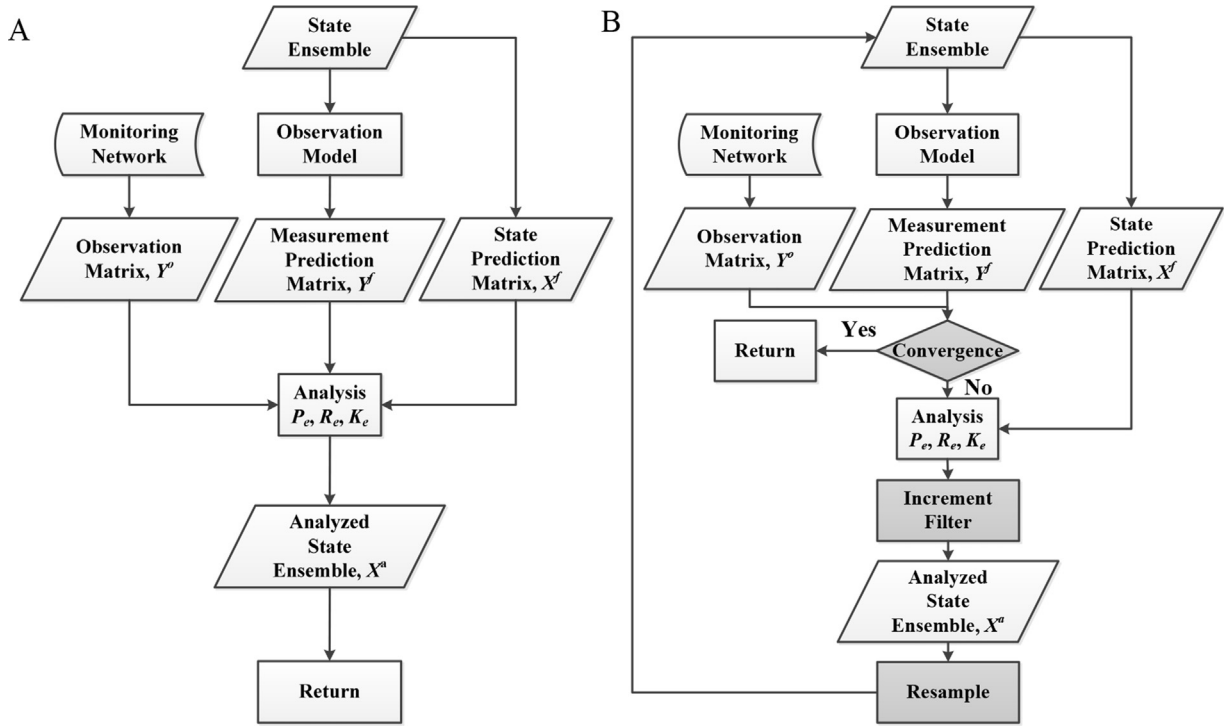 A
State
Ensemble
Monitoring
Network
Observation
Model
Observation
Matrix, Yᵒ
Measurement
Prediction
Matrix, Yᶠ
State
Prediction
Matrix, Xᶠ
Analysis
Pₑ, Rₑ, Kₑ
Analyzed
State
Ensemble, Xᵃ
Return
B
State
Ensemble
Monitoring
Network
Observation
Model
Observation
Matrix, Yᵒ
Measurement
Prediction
Matrix, Yᶠ
State
Prediction
Matrix, Xᶠ
Yes
Return
Convergence
No
Analysis
Pₑ, Rₑ, Kₑ
Increment
Filter
Analyzed
State
Ensemble, Xᵃ
Resample